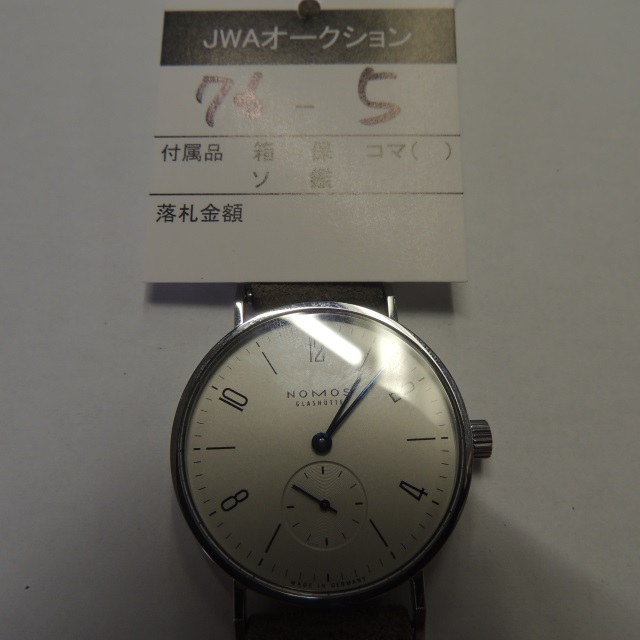 JWAオークション
76 - 5
付属品 箱 保 コマ( )
ソ 鑑
落札金額
12
NOMOS
GLASHÜTTE
10
2
8
4
MADE IN GERMANY